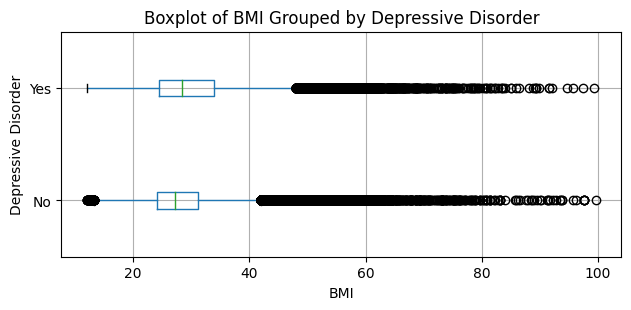 Boxplot of BMI Grouped by Depressive Disorder
Depressive Disorder
Yes
No
20 40 60 80 100
BMI